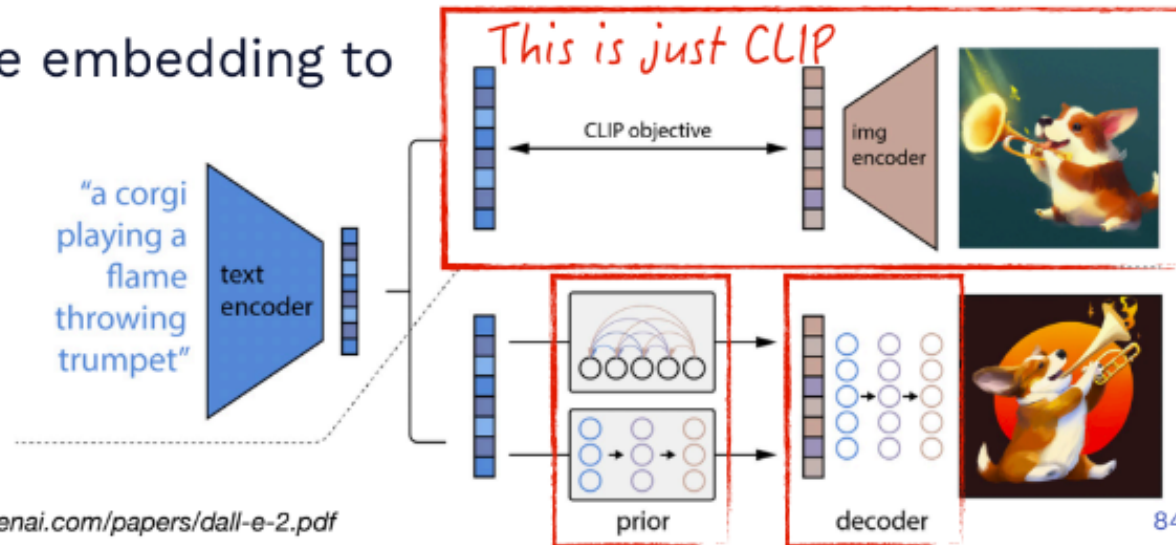 e embedding to
This is just CLIP
CLIP objective
img
encoder
"a corgi
playing a
flame
throwing
trumpet"
text
encoder
prior
decoder
enai.com/papers/dall-e-2.pdf
84